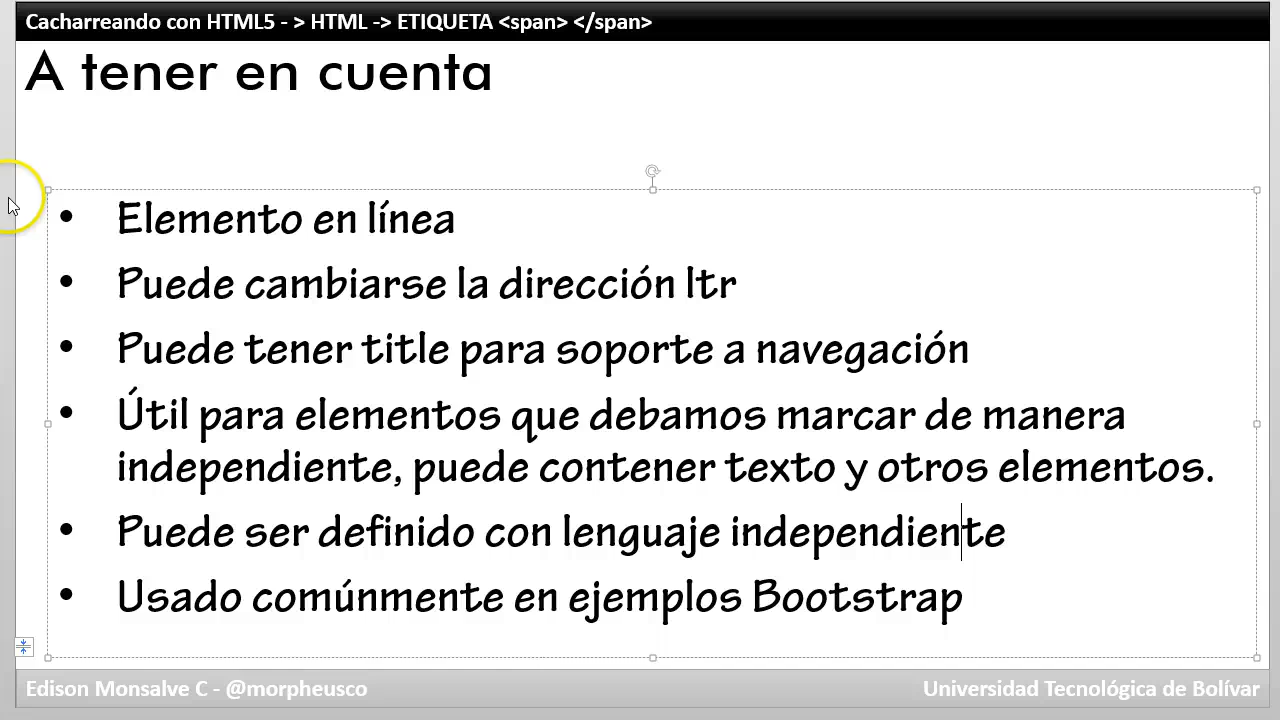 Cacharreando con HTML5 - > HTML -> ETIQUETA <span> </span>
A tener en cuenta
• Elemento en línea
• Puede cambiarse la dirección ltr
• Puede tener title para soporte a navegación
• Útil para elementos que debamos marcar de manera
independiente, puede contener texto y otros elementos.
• Puede ser definido con lenguaje independiente
• Usado comúnmente en ejemplos Bootstrap
Edison Monsalve C - @morpheusco
Universidad Tecnológica de Bolívar